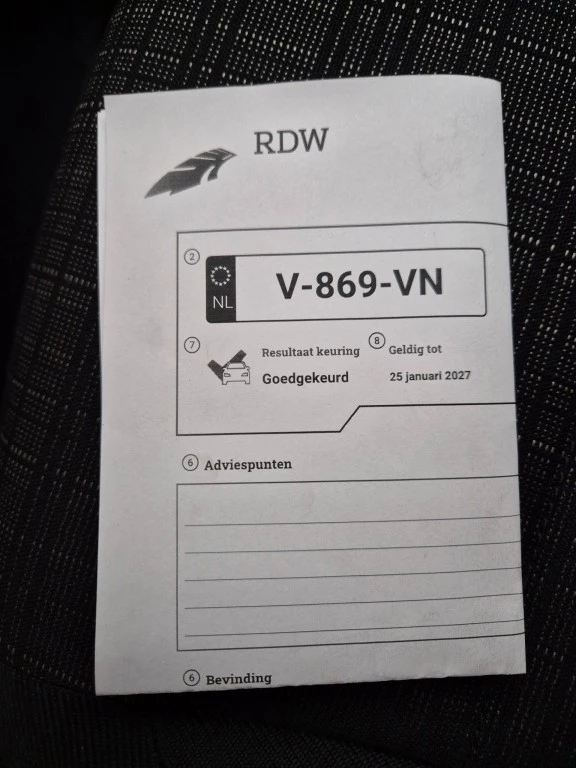 RDW
2
NL
V-869-VN
7
Resultaat keuring
8
Geldig tot
Goedgekeurd
25 januari 2027
6 Adviespunten
6 Bevinding